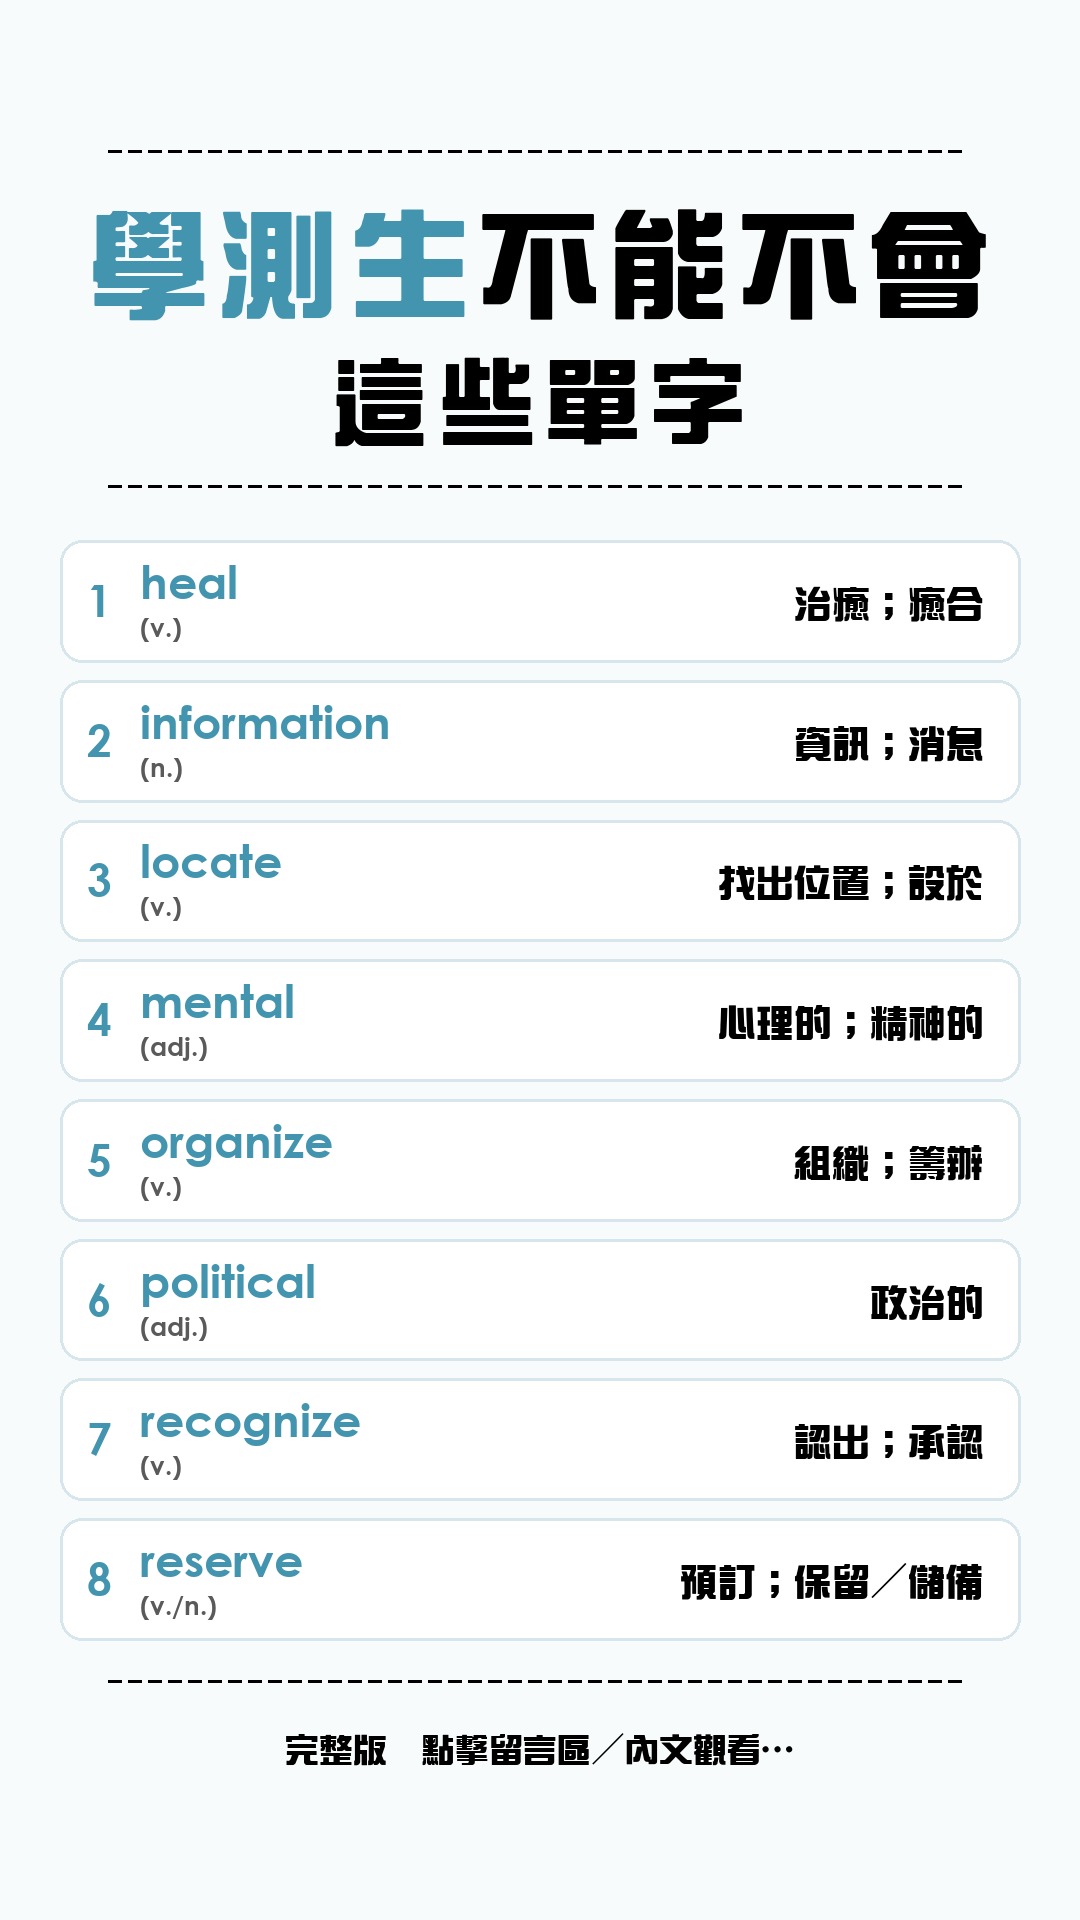 學測生不能不會
這些單字
1 heal 治癒；癒合
(v.)
2 information 資訊；消息
(n.)
3 locate 找出位置；設於
(v.)
4 mental 心理的；精神的
(adj.)
5 organize 組織；籌辦
(v.)
6 political 政治的
(adj.)
7 recognize 認出；承認
(v.)
8 reserve 預訂；保留／儲備
(v./n.)
完整版　點擊留言區／內文觀看…